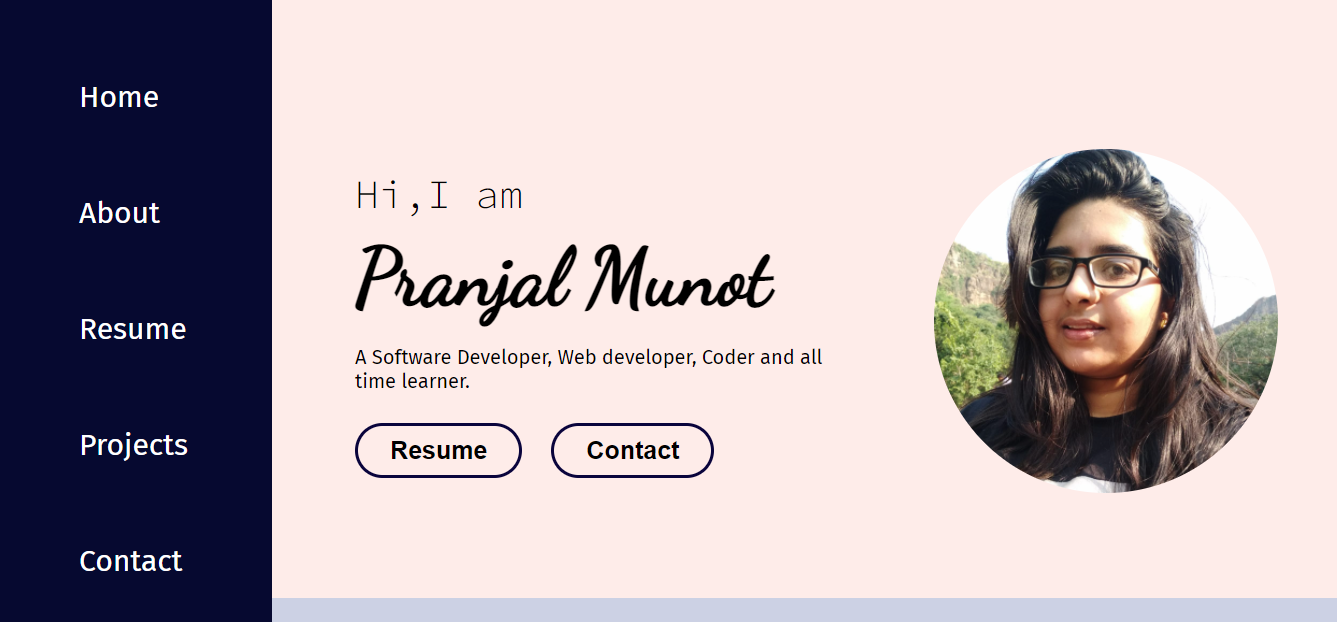 Home
About
Resume
Projects
Contact
Hi,I am
Pranjal Munot
A Software Developer, Web developer, Coder and all
time learner.
Resume
Contact